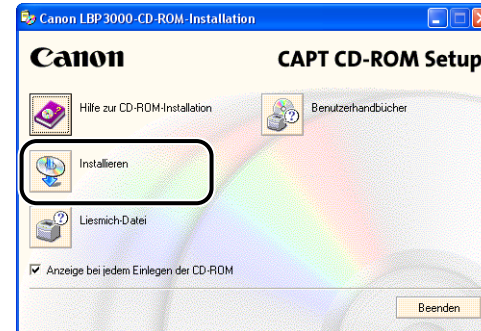 Canon LBP3000-CD-ROM-Installation
Canon
CAPT CD-ROM Setup
Hilfe zur CD-ROM-Installation
Benutzerhandbücher
Installieren
Liesmich-Datei
Anzeige bei jedem Einlegen der CD-ROM
Beenden